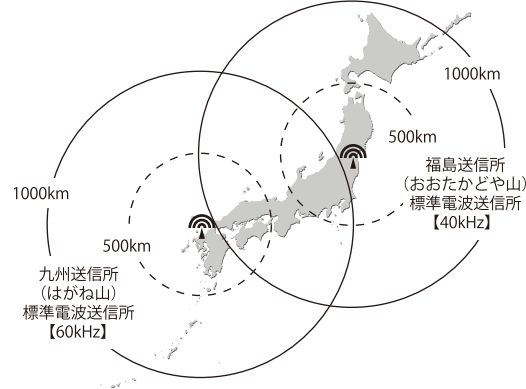 1000km
500km
福島送信所
(おおたかどや山)
標準電波送信所
【40kHz】
1000km
500km
九州送信所
(はがね山)
標準電波送信所
【60kHz】